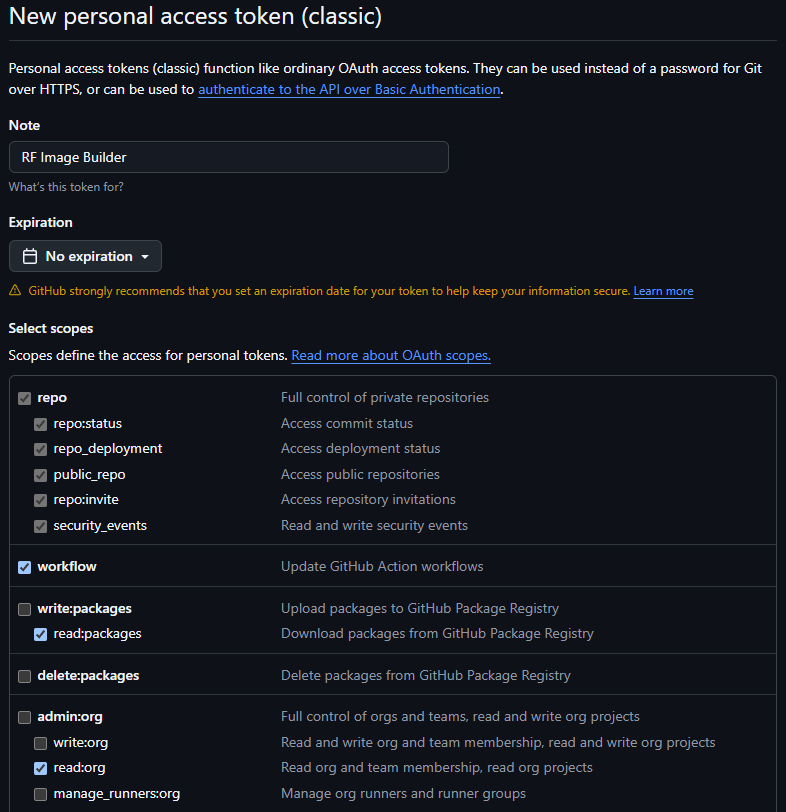 New personal access token (classic)
Personal access tokens (classic) function like ordinary OAuth access tokens. They can be used instead of a password for Git
over HTTPS, or can be used to authenticate to the API over Basic Authentication.
Note
RF Image Builder
What's this token for?
Expiration
No expiration
GitHub strongly recommends that you set an expiration date for your token to help keep your information secure. Learn more
Select scopes
Scopes define the access for personal tokens. Read more about OAuth scopes.
repo Full control of private repositories
repo:status Access commit status
repo_deployment Access deployment status
public_repo Access public repositories
repo:invite Access repository invitations
security_events Read and write security events
workflow Update GitHub Action workflows
write:packages Upload packages to GitHub Package Registry
read:packages Download packages from GitHub Package Registry
delete:packages Delete packages from GitHub Package Registry
admin:org Full control of orgs and teams, read and write org projects
write:org Read and write org and team membership, read and write org projects
read:org Read org and team membership, read org projects
manage_runners:org Manage org runners and runner groups